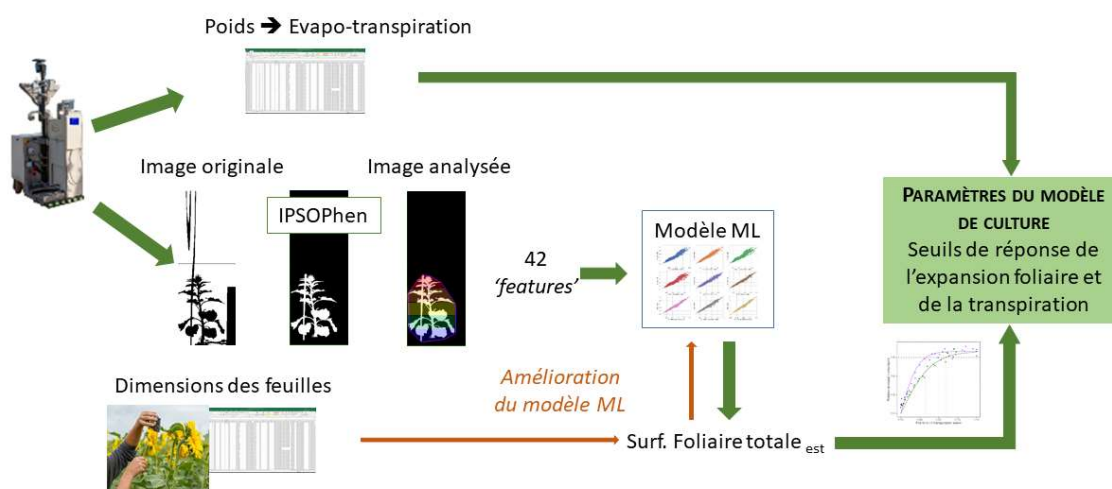 Poids ➔ Evapo-transpiration
Image originale
Image analysée
IPSOPhen
42
'features'
Modèle ML
PARAMÈTRES DU MODÈLE
DE CULTURE
Seuils de réponse de
l'expansion foliaire et
de la transpiration
Dimensions des feuilles
Amélioration
du modèle ML
Surf. Foliaire totale est